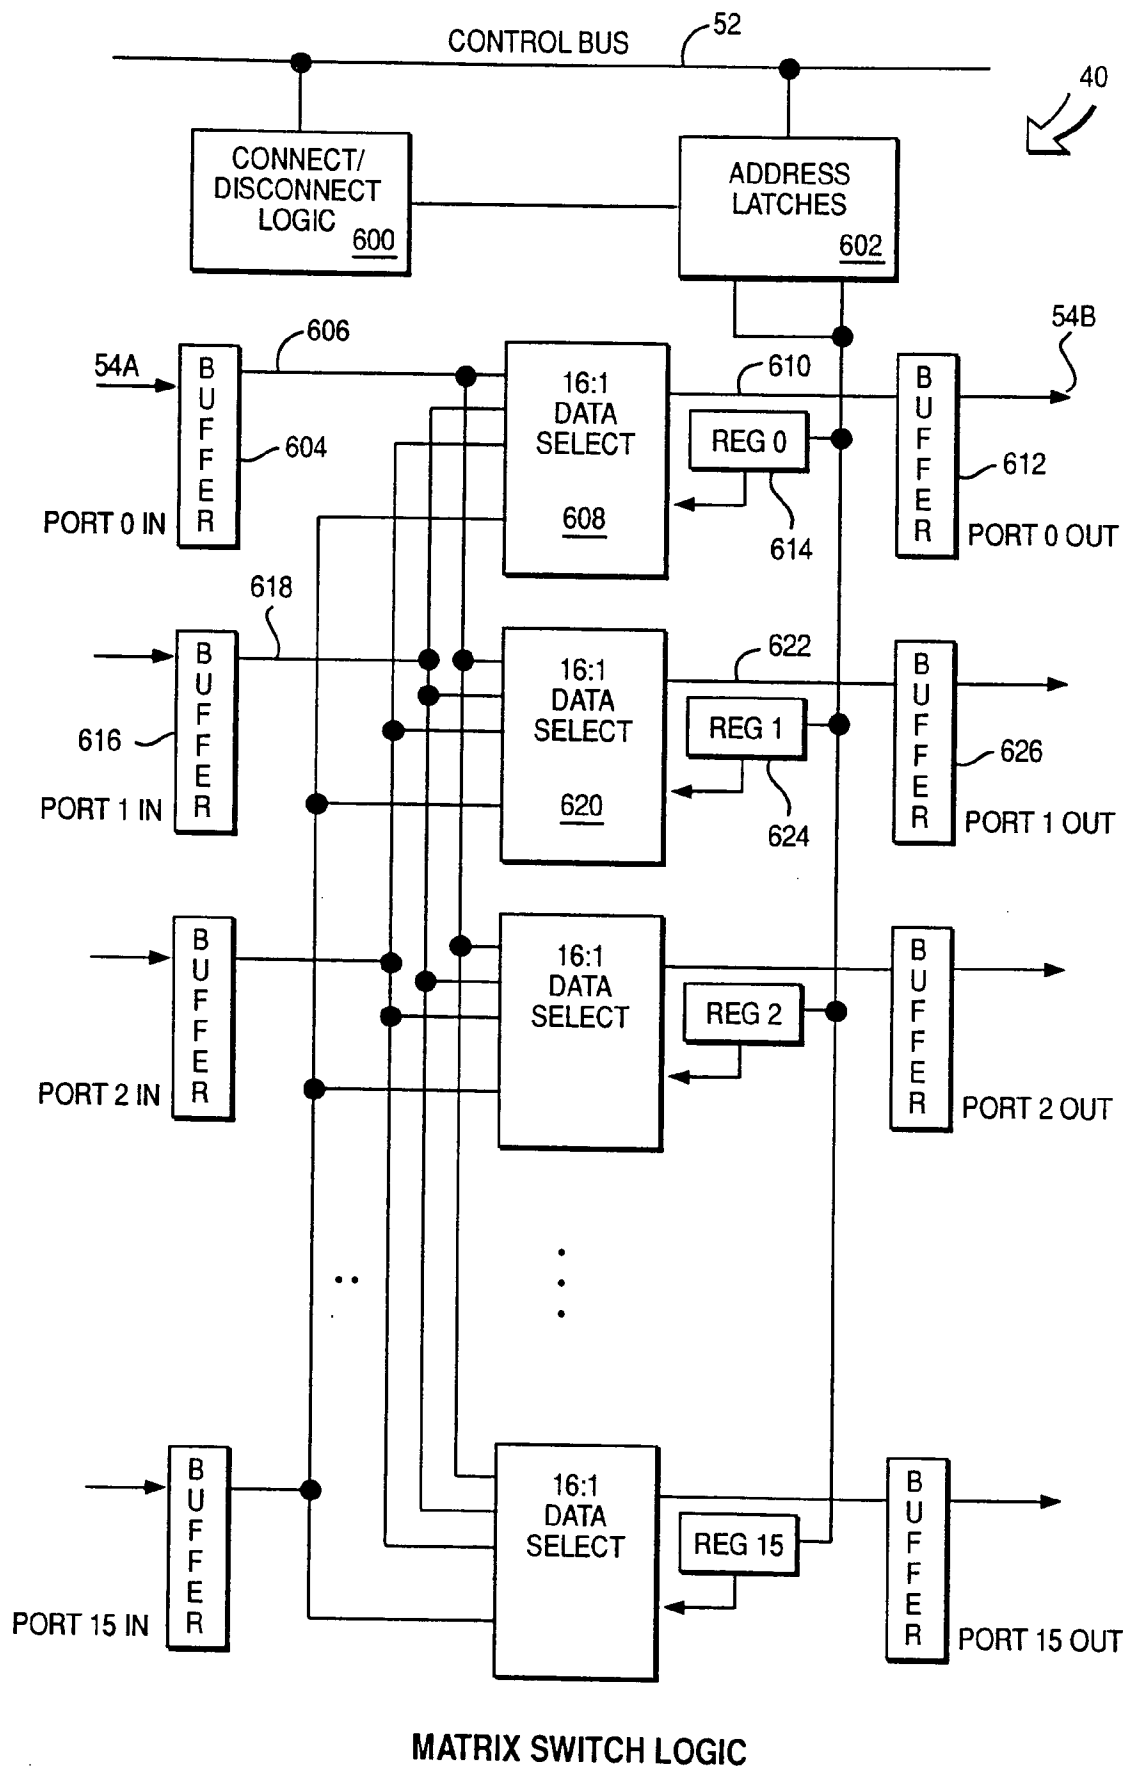 CONTROL BUS
52
40
CONNECT/
DISCONNECT
LOGIC
600
ADDRESS
LATCHES
602
54A
BUFFER
604
PORT 0 IN
606
16:1
DATA
SELECT
608
610
REG 0
614
BUFFER
612
54B
PORT 0 OUT
618
BUFFER
616
PORT 1 IN
16:1
DATA
SELECT
620
622
REG 1
624
BUFFER
626
PORT 1 OUT
BUFFER
PORT 2 IN
16:1
DATA
SELECT
REG 2
BUFFER
PORT 2 OUT
BUFFER
PORT 15 IN
16:1
DATA
SELECT
REG 15
BUFFER
PORT 15 OUT
MATRIX SWITCH LOGIC